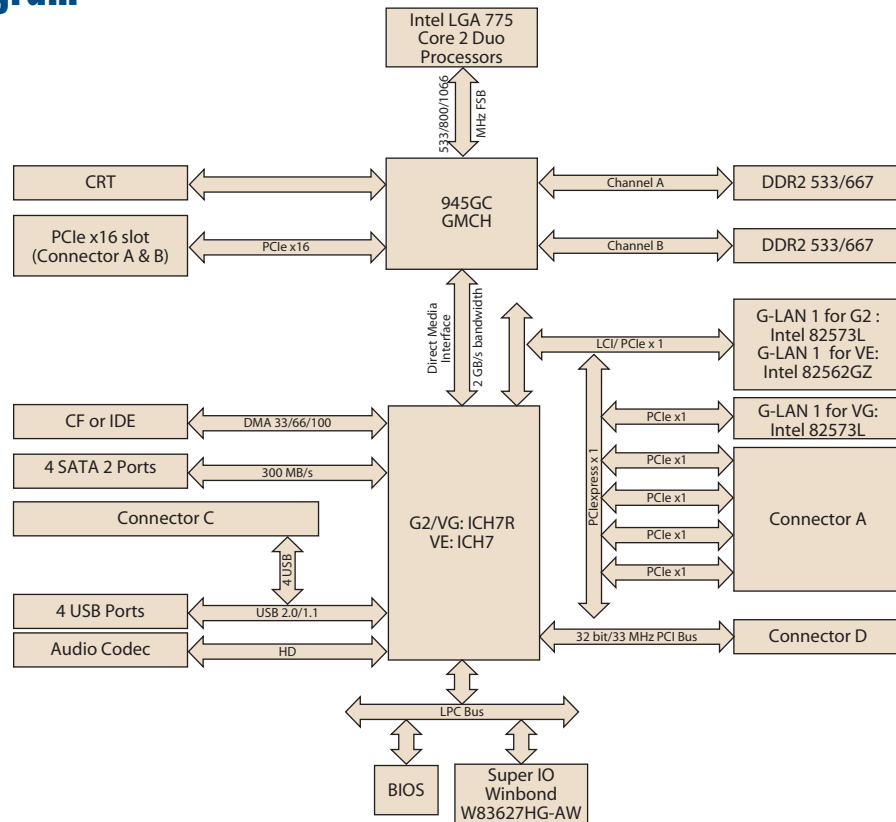 Intel LGA 775
Core 2 Duo
Processors
533/800/1066
MHz FSB
CRT
945GC
GMCH
Channel A
DDR2 533/667
PCIe x16 slot
(Connector A & B)
PCIe x16
Channel B
DDR2 533/667
Direct Media
Interface
2 GB/s bandwidth
LCI/ PCIe x 1
G-LAN 1 for G2 :
Intel 82573L
G-LAN 1 for VE:
Intel 82562GZ
CF or IDE
DMA 33/66/100
PCIe x1
G-LAN 1 for VG:
Intel 82573L
4 SATA 2 Ports
300 MB/s
PCIexpress x 1
PCIe x1
PCIe x1
PCIe x1
PCIe x1
Connector A
Connector C
G2/VG: ICH7R
VE: ICH7
4 USB
4 USB Ports
USB 2.0/1.1
Audio Codec
HD
32 bit/33 MHz PCI Bus
Connector D
LPC Bus
BIOS
Super IO
Winbond
W83627HG-AW